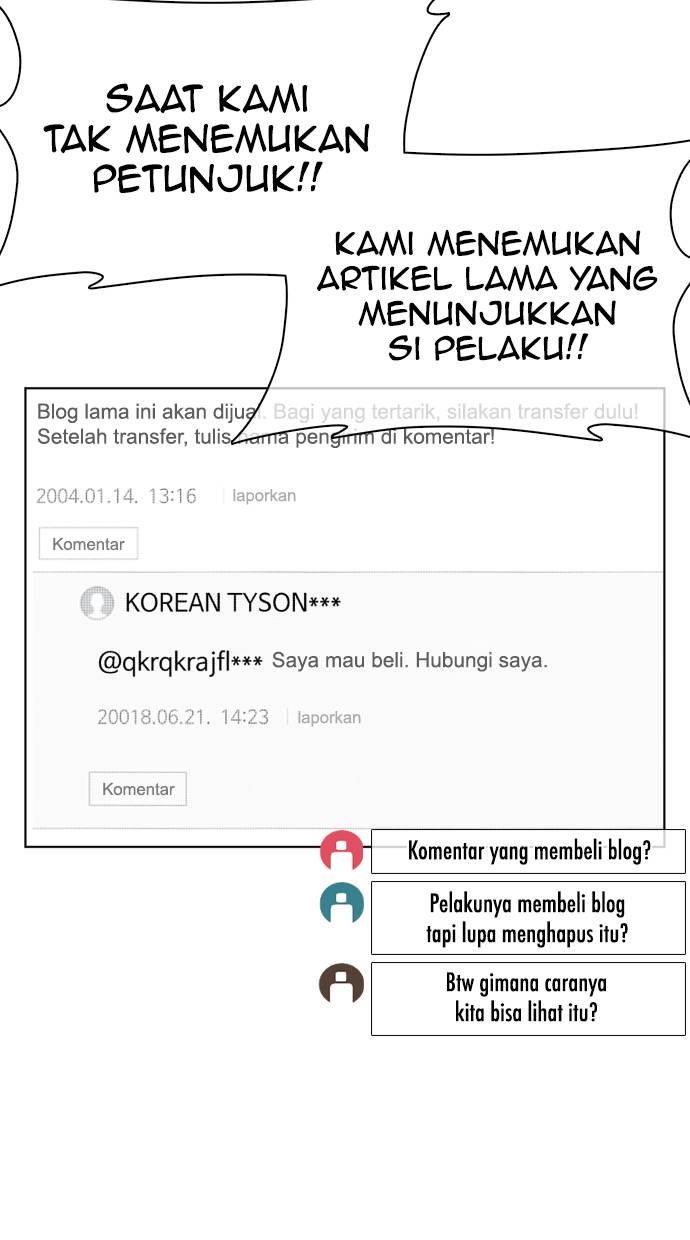 SAAT KAMI
TAK MENEMUKAN
PETUNJUK!!
KAMI MENEMUKAN
ARTIKEL LAMA YANG
MENUNJUKKAN
SI PELAKU!!
Blog lama ini akan dijual. Bagi yang tertarik, silakan transfer dulu!
Setelah transfer, tulis nama pengirim di komentar!
2004.01.14. 13:16 laporkan
Komentar
KOREAN TYSON***
@qkrqkrajfl*** Saya mau beli. Hubungi saya.
20018.06.21. 14:23 laporkan
Komentar
Komentar yang membeli blog?
Pelakunya membeli blog
tapi lupa menghapus itu?
Btw gimana caranya
kita bisa lihat itu?